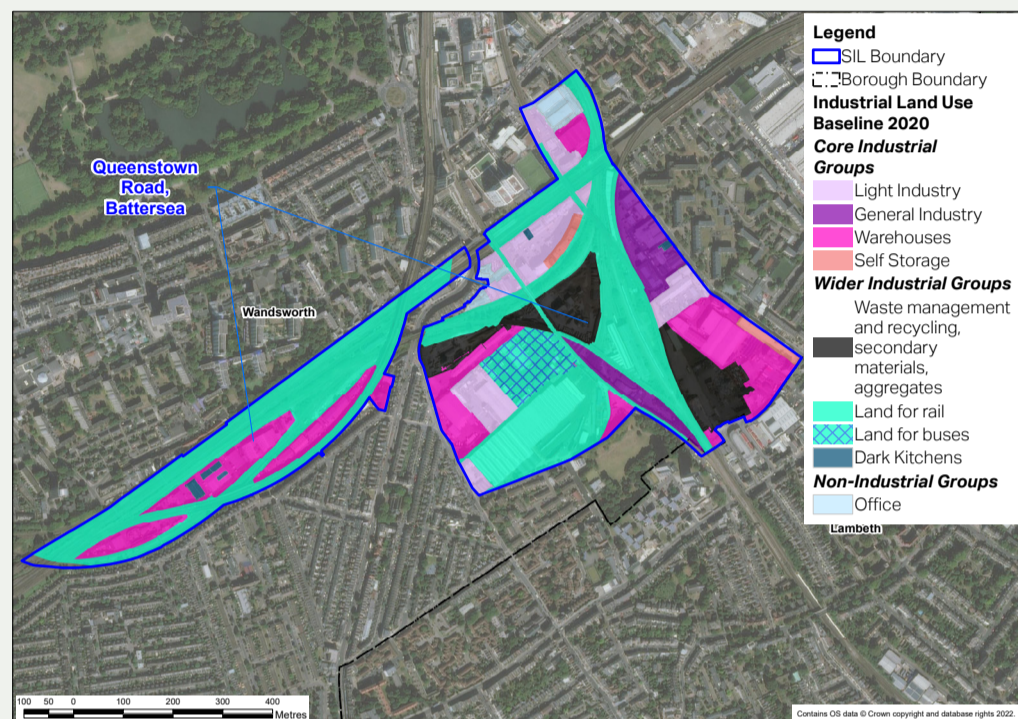 Legend
SIL Boundary
Borough Boundary
Industrial Land Use
Baseline 2020
Core Industrial
Groups
Light Industry
General Industry
Warehouses
Self Storage
Wider Industrial Groups
Waste management
and recycling,
secondary
materials,
aggregates
Land for rail
Land for buses
Dark Kitchens
Non-Industrial Groups
Office
Queenstown
Road,
Battersea
Wandsworth
Lambeth
100 50 0 100 200 300 400
Metres
Contains OS data © Crown copyright and database rights 2022.